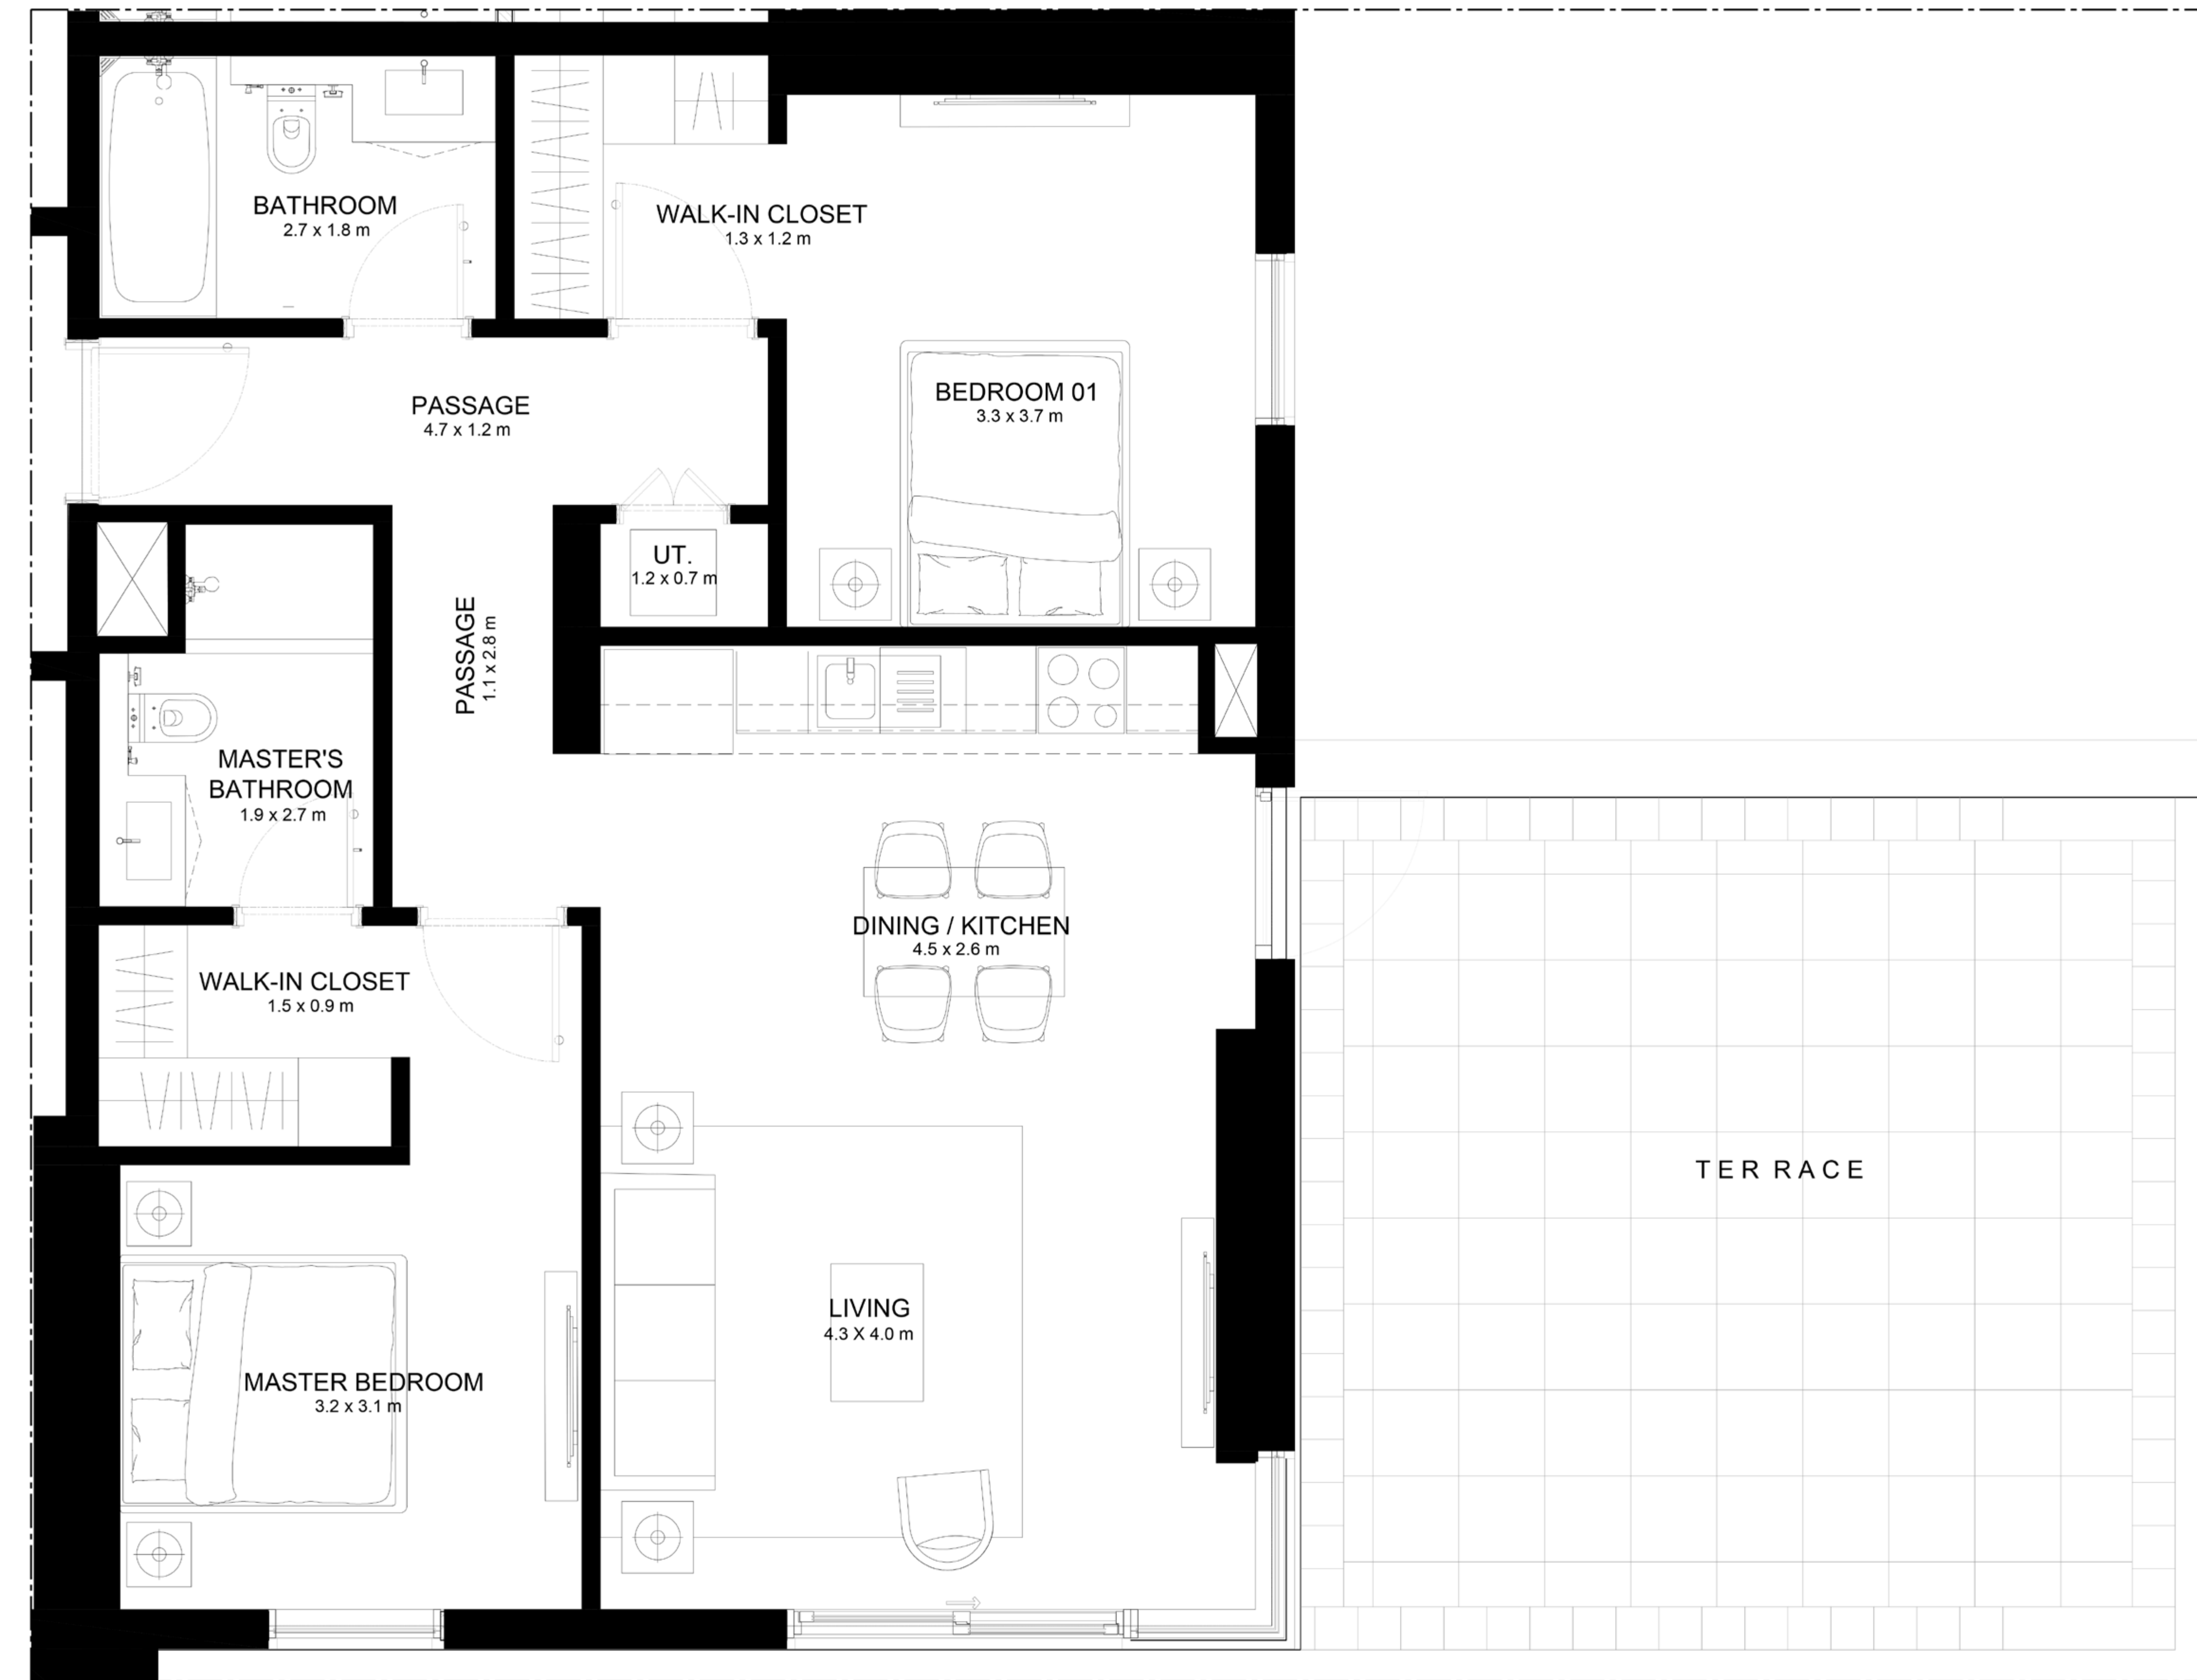 BATHROOM
2.7 x 1.8 m
WALK-IN CLOSET
1.3 x 1.2 m
BEDROOM 01
3.3 x 3.7 m
PASSAGE
4.7 x 1.2 m
UT.
1.2 x 0.7 m
PASSAGE
1.1 x 2.8 m
MASTER'S
BATHROOM
1.9 x 2.7 m
DINING / KITCHEN
4.5 x 2.6 m
WALK-IN CLOSET
1.5 x 0.9 m
TERRACE
LIVING
4.3 X 4.0 m
MASTER BEDROOM
3.2 x 3.1 m